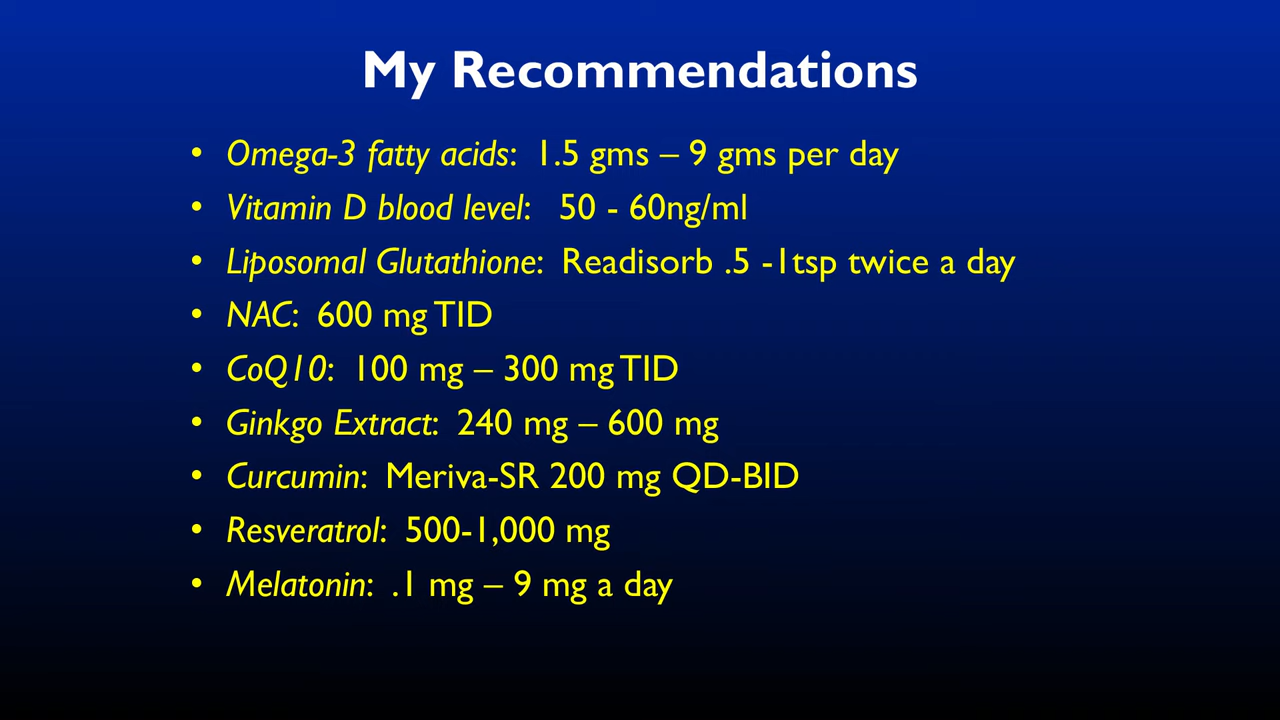 My Recommendations
• Omega-3 fatty acids: 1.5 gms – 9 gms per day
• Vitamin D blood level: 50 - 60ng/ml
• Liposomal Glutathione: Readisorb .5 -1tsp twice a day
• NAC: 600 mg TID
• CoQ10: 100 mg – 300 mg TID
• Ginkgo Extract: 240 mg – 600 mg
• Curcumin: Meriva-SR 200 mg QD-BID
• Resveratrol: 500-1,000 mg
• Melatonin: .1 mg – 9 mg a day